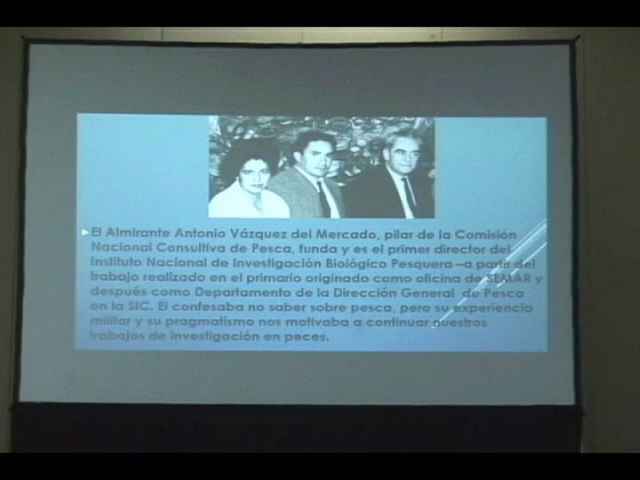 El Almirante Antonio Vázquez del Mercado, pilar de la Comisión
Nacional Consultiva de Pesca, funda y es el primer director del
Instituto Nacional de Investigación Biológico Pesquera –a partir del
trabajo realizado en el primario originado como oficina de SEMAR y
después como Departamento de la Dirección General de Pesca
en la SIC. El confesaba no saber sobre pesca, pero su experiencia
militar y su pragmatismo nos motivaba a continuar nuestros
trabajos de investigación en peces.